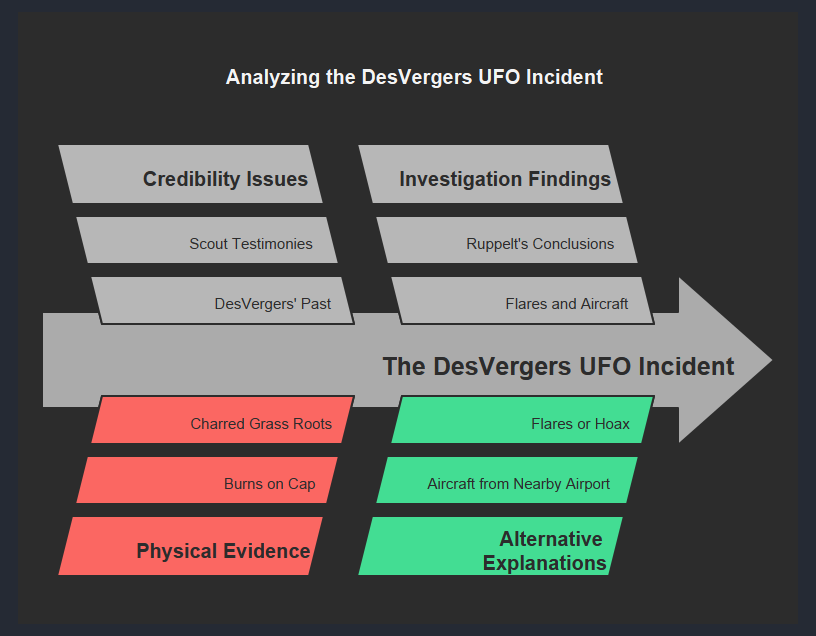 Analyzing the DesVergers UFO Incident
Credibility Issues
Investigation Findings
Scout Testimonies
Ruppelt's Conclusions
DesVergers' Past
Flares and Aircraft
The DesVergers UFO Incident
Charred Grass Roots
Flares or Hoax
Burns on Cap
Aircraft from Nearby Airport
Physical Evidence
Alternative
Explanations